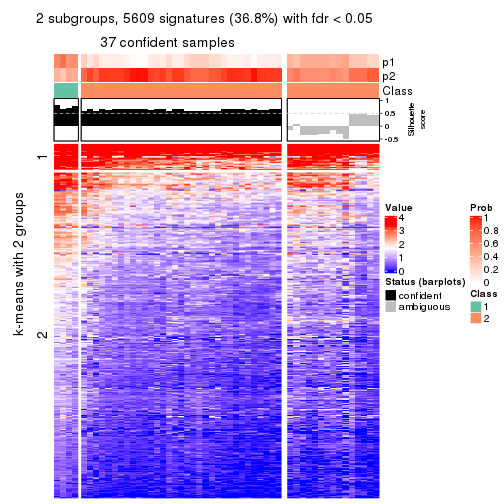 2 subgroups, 5609 signatures (36.8%) with fdr < 0.05
37 confident samples
p1
p2
Class
1
0.5
0
-0.5
Silhouette
score
k-means with 2 groups
1
2
Value
4
3
2
1
0
Status (barplots)
confident
ambiguous
Prob
1
0.8
0.6
0.4
0.2
0
Class
1
2